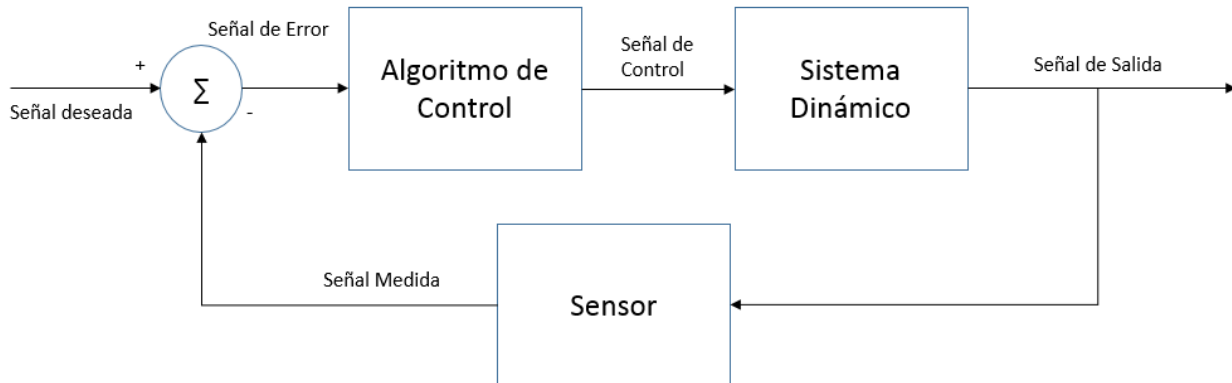 Señal de Error
+
Σ
-
Señal deseada
Algoritmo de
Control
Señal de
Control
Sistema
Dinámico
Señal de Salida
Señal Medida
Sensor